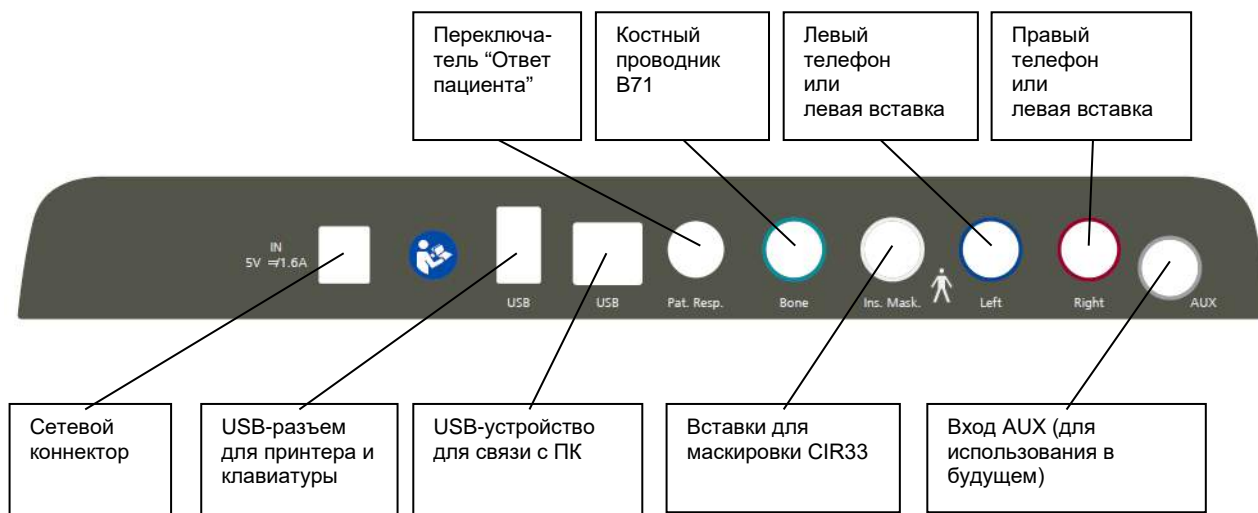 Переключа-
тель “Ответ
пациента”
Костный
проводник
B71
Левый
телефон
или
левая вставка
Правый
телефон
или
левая вставка
IN
5V ⎓/1.6A
USB
USB
Pat. Resp.
Bone
Ins. Mask.
Left
Right
AUX
Сетевой
коннектор
USB-разъем
для принтера и
клавиатуры
USB-устройство
для связи с ПК
Вставки для
маскировки CIR33
Вход AUX (для
использования в
будущем)